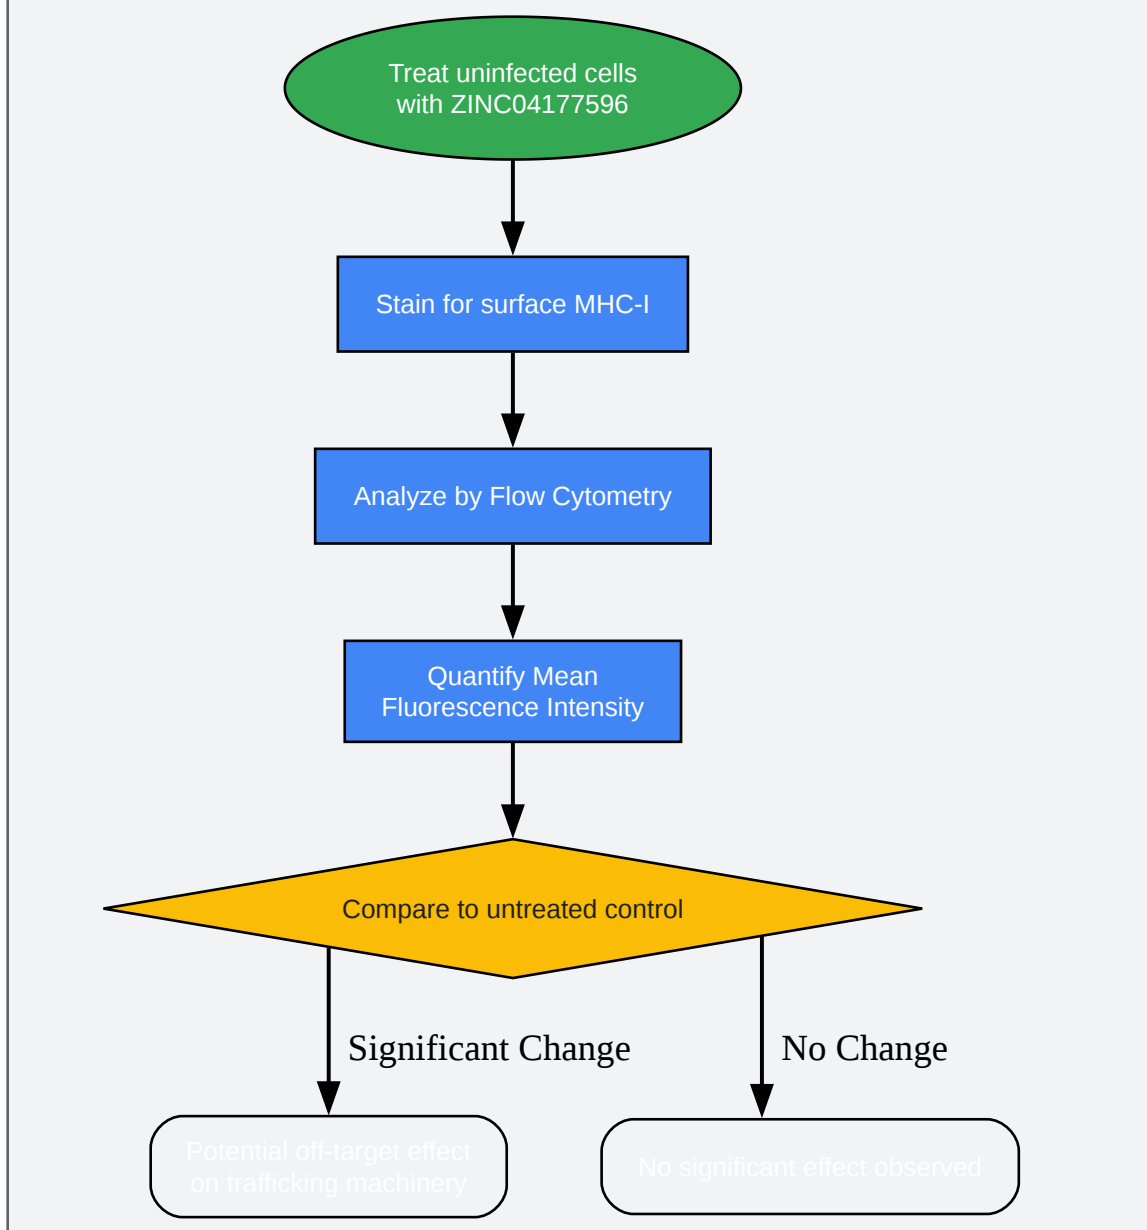 Treat uninfected cells
with ZINC04177596
Stain for surface MHC-I
Analyze by Flow Cytometry
Quantify Mean
Fluorescence Intensity
Compare to untreated control
Significant Change
No Change
Potential off-target effect
on trafficking machinery
No significant effect observed